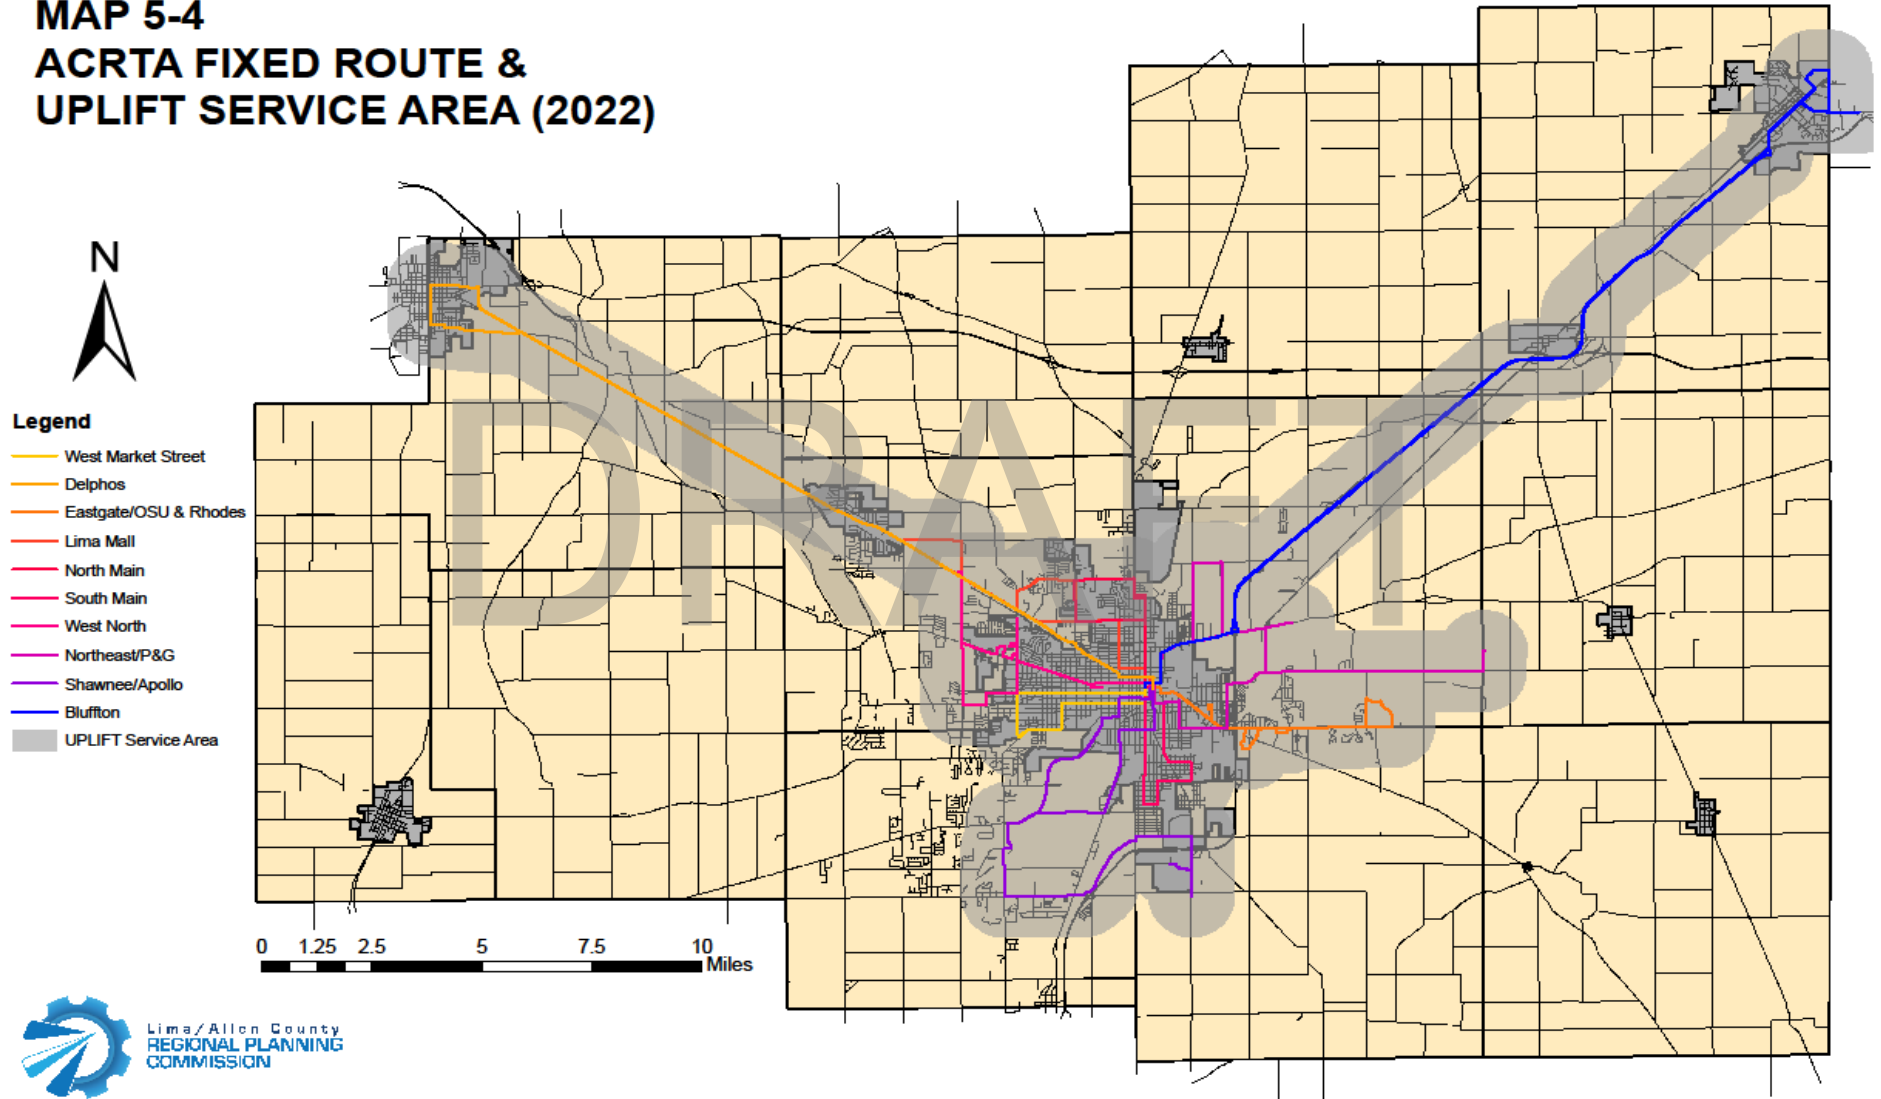 MAP 5-4
ACRTA FIXED ROUTE &
UPLIFT SERVICE AREA (2022)
N
Legend
West Market Street
Delphos
Eastgate/OSU & Rhodes
Lima Mall
North Main
South Main
West North
Northeast/P&G
Shawnee/Apollo
Bluffton
UPLIFT Service Area
DRAFT
0 1.25 2.5 5 7.5 10
Miles
Lima/Allen County
REGIONAL PLANNING
COMMISSION